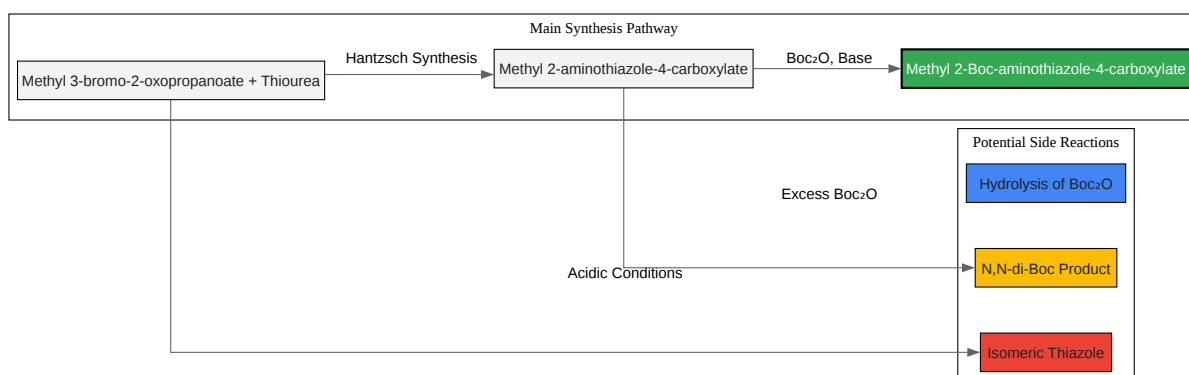 Main Synthesis Pathway
Methyl 3-bromo-2-oxopropanoate + Thiourea
Hantzsch Synthesis
Methyl 2-aminothiazole-4-carboxylate
Boc₂O, Base
Methyl 2-Boc-aminothiazole-4-carboxylate
Potential Side Reactions
Hydrolysis of Boc₂O
Excess Boc₂O
N,N-di-Boc Product
Acidic Conditions
Isomeric Thiazole